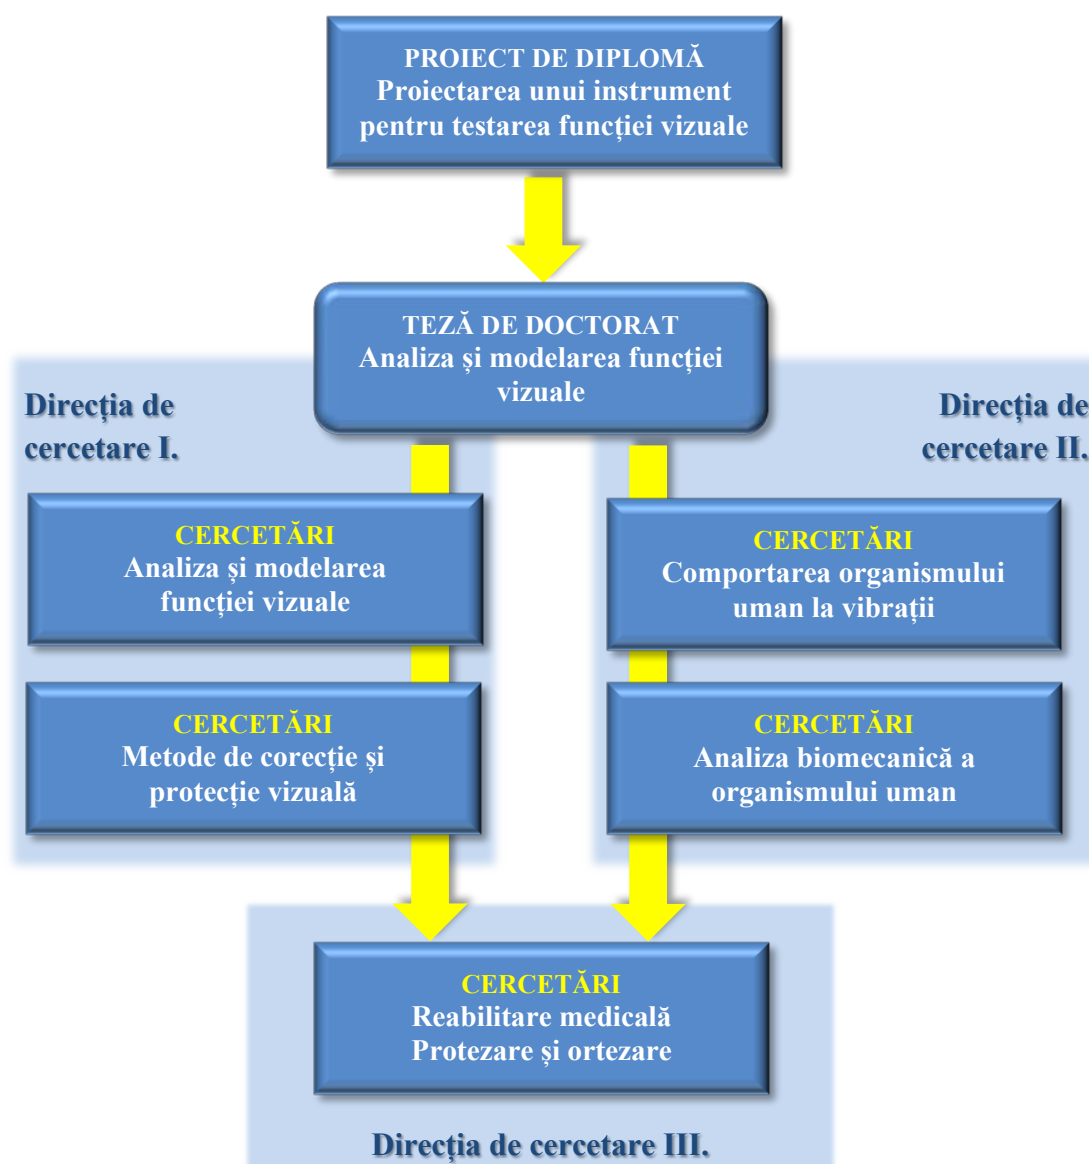 PROIECT DE DIPLOMĂ
Proiectarea unui instrument
pentru testarea funcției vizuale
TEZĂ DE DOCTORAT
Analiza și modelarea funcției
vizuale
Direcția de
cercetare I.
CERCETĂRI
Analiza și modelarea
funcției vizuale
CERCETĂRI
Metode de corecție și
protecție vizuală
Direcția de
cercetare II.
CERCETĂRI
Comportarea organismului
uman la vibrații
CERCETĂRI
Analiza biomecanică a
organismului uman
CERCETĂRI
Reabilitare medicală
Protezare și ortezare
Direcția de cercetare III.